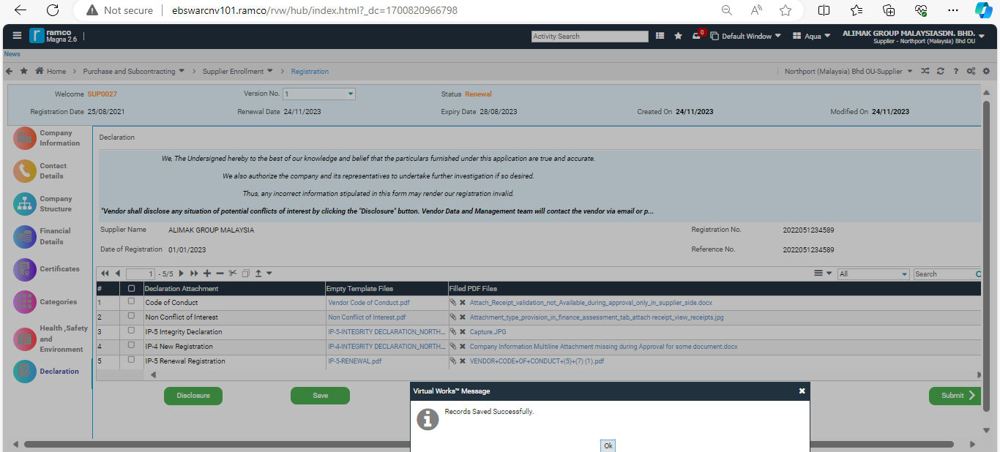 Not secure | ebswarcnv101.ramco/rvw/hub/index.html?_dc=1700820966798
ramco
Magna 2.6
Activity Search
0
Default Window
Aqua
ALIMAK GROUP MALAYSIASDN. BHD.
Supplier - Northport (Malaysia) Bhd OU
News
Home > Purchase and Subcontracting > Supplier Enrollment > Registration
Northport (Malaysia) Bhd OU-Supplier
Welcome SUP0027
Version No. 1
Status Renewal
Registration Date 25/08/2021
Renewal Date 24/11/2023
Expiry Date 28/08/2023
Created On 24/11/2023
Modified On 24/11/2023
Company
Information
Contact
Details
Company
Structure
Financial
Details
Certificates
Categories
Health ,Safety
and
Environment
Declaration
Declaration
We, The Undersigned hereby to the best of our knowledge and belief that the particulars furnished under this application are true and accurate.
We also authorize the company and its representatives to undertake further investigation if so desired.
Thus, any incorrect information stipulated in this form may render our registration invalid.
"Vendor shall disclose any situation of potential conflicts of interest by clicking the "Disclosure" button. Vendor Data and Management team will contact the vendor via email or p...
Supplier Name ALIMAK GROUP MALAYSIA
Registration No. 2022051234589
Date of Registration 01/01/2023
Reference No. 2022051234589
1 - 5/5
All
Search
# Declaration Attachment Empty Template Files Filled PDF Files
1 Code of Conduct Vendor Code of Conduct.pdf Attach_Receipt_validation_not_Available_during_approval_only_in_supplier_side.docx
2 Non Conflict of Interest Non Conflict of Interest.pdf Attachment_type_provision_in_finance_assessment_tab_attach receipt_view_receipts.jpg
3 IP-5 Integrity Declaration IP-5-INTEGRITY DECLARATION_NORTH... Capture.JPG
4 IP-4 New Registration IP-4-INTEGRITY DECLARATION_NORTH... Company Information Multiline Attachment missing during Approval for some document.docx
5 IP-5 Renewal Registration IP-5-RENEWAL.pdf VENDOR+CODE+OF+CONDUCT+(5)+(7) (1).pdf
Disclosure
Save
Submit
Virtual Works™ Message
Records Saved Successfully.
Ok